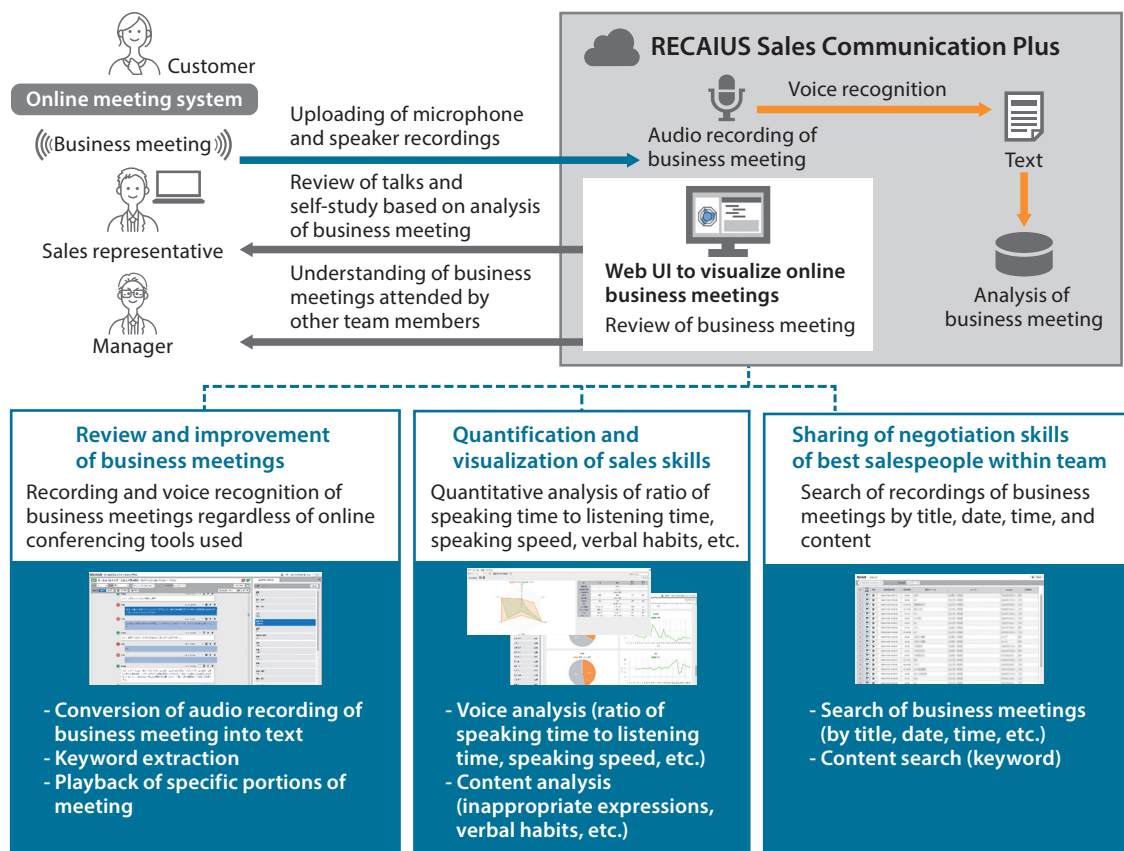 Customer
Online meeting system
Business meeting
Sales representative
Manager
Uploading of microphone
and speaker recordings
Review of talks and
self-study based on analysis
of business meeting
Understanding of business
meetings attended by
other team members
RECAIUS Sales Communication Plus
Voice recognition
Audio recording of
business meeting
Text
Web UI to visualize online
business meetings
Review of business meeting
Analysis of
business meeting
Review and improvement
of business meetings
Recording and voice recognition of
business meetings regardless of online
conferencing tools used
- Conversion of audio recording of
business meeting into text
- Keyword extraction
- Playback of specific portions of
meeting
Quantification and
visualization of sales skills
Quantitative analysis of ratio of
speaking time to listening time,
speaking speed, verbal habits, etc.
- Voice analysis (ratio of
speaking time to listening
time, speaking speed, etc.)
- Content analysis
(inappropriate expressions,
verbal habits, etc.)
Sharing of negotiation skills
of best salespeople within team
Search of recordings of business
meetings by title, date, time, and
content
- Search of business meetings
(by title, date, time, etc.)
- Content search (keyword)